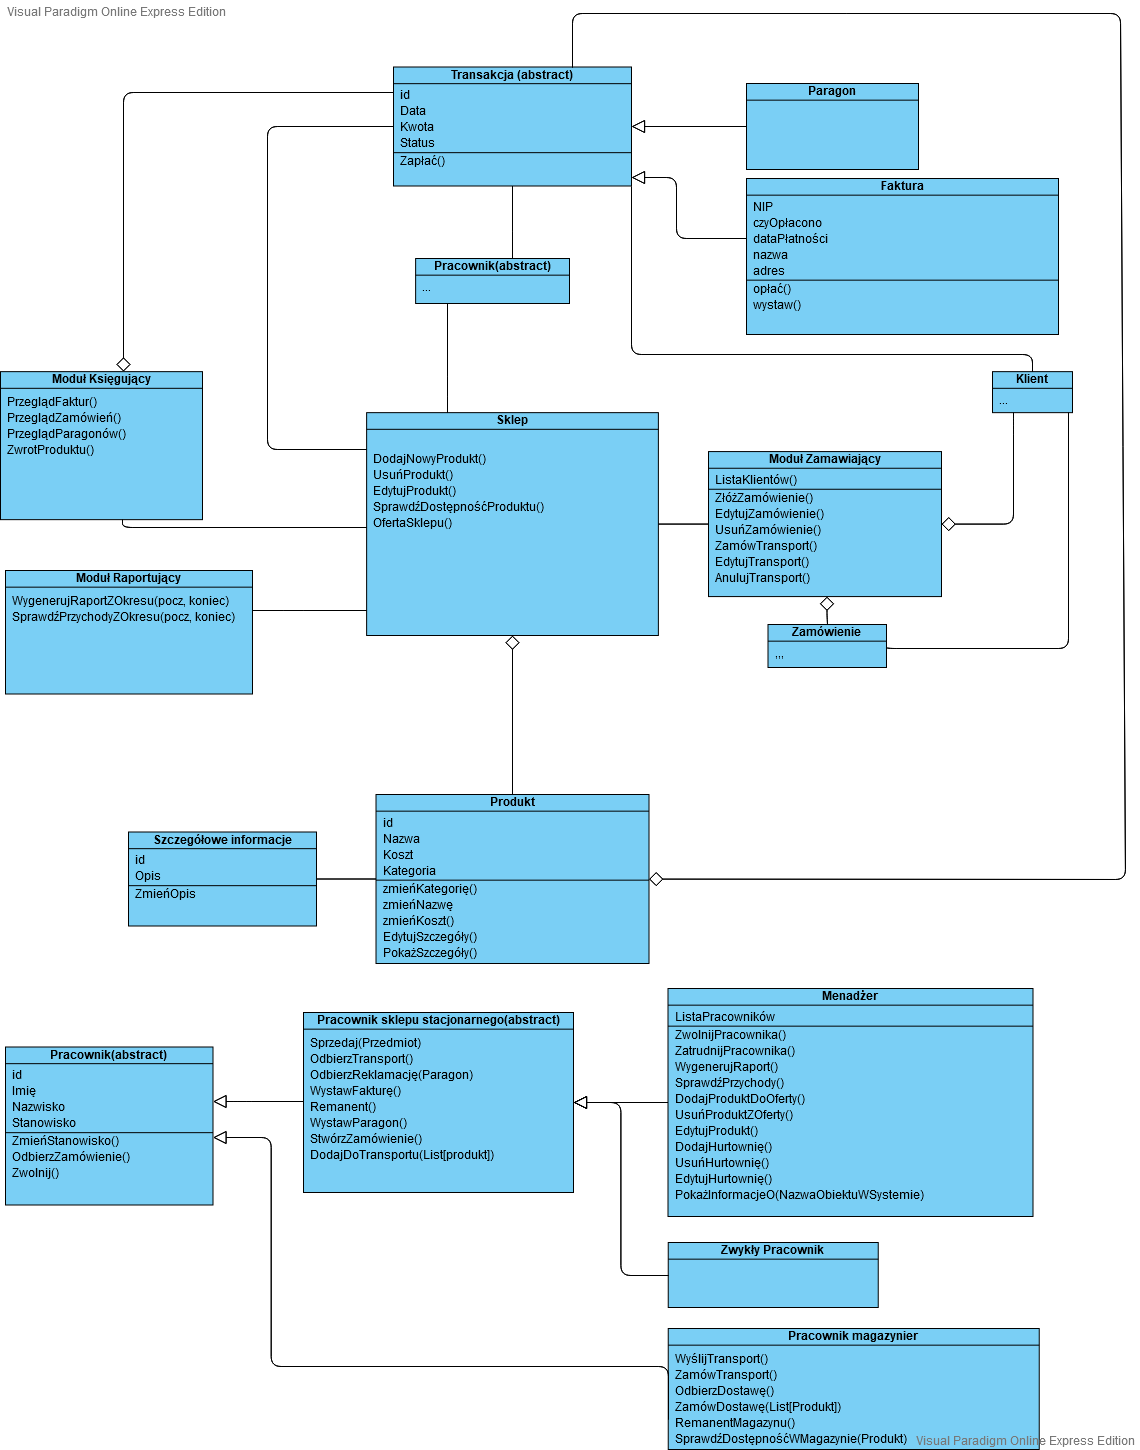 Visual Paradigm Online Express Edition
Transakcja (abstract)
id
Data
Kwota
Status
Zapłać()
Paragon
Faktura
NIP
czyOpłacono
dataPłatności
nazwa
adres
opłać()
wystaw()
Pracownik(abstract)
...
Moduł Księgujący
PrzeglądFaktur()
PrzeglądZamówień()
PrzeglądParagonów()
ZwrotProduktu()
Klient
...
Sklep
DodajNowyProdukt()
UsuńProdukt()
EdytujProdukt()
SprawdźDostępnośćProduktu()
OfertaSklepu()
Moduł Zamawiający
ListaKlientów()
ZłóżZamówienie()
EdytujZamówienie()
UsuńZamówienie()
ZamówTransport()
EdytujTransport()
AnulujTransport()
Moduł Raportujący
WygenerujRaportZOkresu(pocz, koniec)
SprawdźPrzychodyZOkresu(pocz, koniec)
Zamówienie
,,,
Produkt
id
Nazwa
Koszt
Kategoria
zmieńKategorię()
zmieńNazwę
zmieńKoszt()
EdytujSzczegóły()
PokażSzczegóły()
Szczegółowe informacje
id
Opis
ZmieńOpis
Pracownik(abstract)
id
Imię
Nazwisko
Stanowisko
ZmieńStanowisko()
OdbierzZamówienie()
Zwolnij()
Pracownik sklepu stacjonarnego(abstract)
Sprzedaj(Przedmiot)
OdbierzTransport()
OdbierzReklamację(Paragon)
WystawFakturę()
Remanent()
WystawParagon()
StwórzZamówienie()
DodajDoTransportu(List[produkt])
Menadżer
ListaPracowników
ZwolnijPracownika()
ZatrudnijPracownika()
WygenerujRaport()
SprawdźPrzychody()
DodajProduktDoOferty()
UsuńProduktZOferty()
EdytujProdukt()
DodajHurtownię()
UsuńHurtownię()
EdytujHurtownię()
PokażInformacjeO(NazwaObiektuWSystemie)
Zwykły Pracownik
Pracownik magazynier
WyślijTransport()
ZamówTransport()
OdbierzDostawę()
ZamówDostawę(List[Produkt])
RemanentMagazynu()
SprawdźDostępnośćWMagazynie(Produkt)
Visual Paradigm Online Express Edition